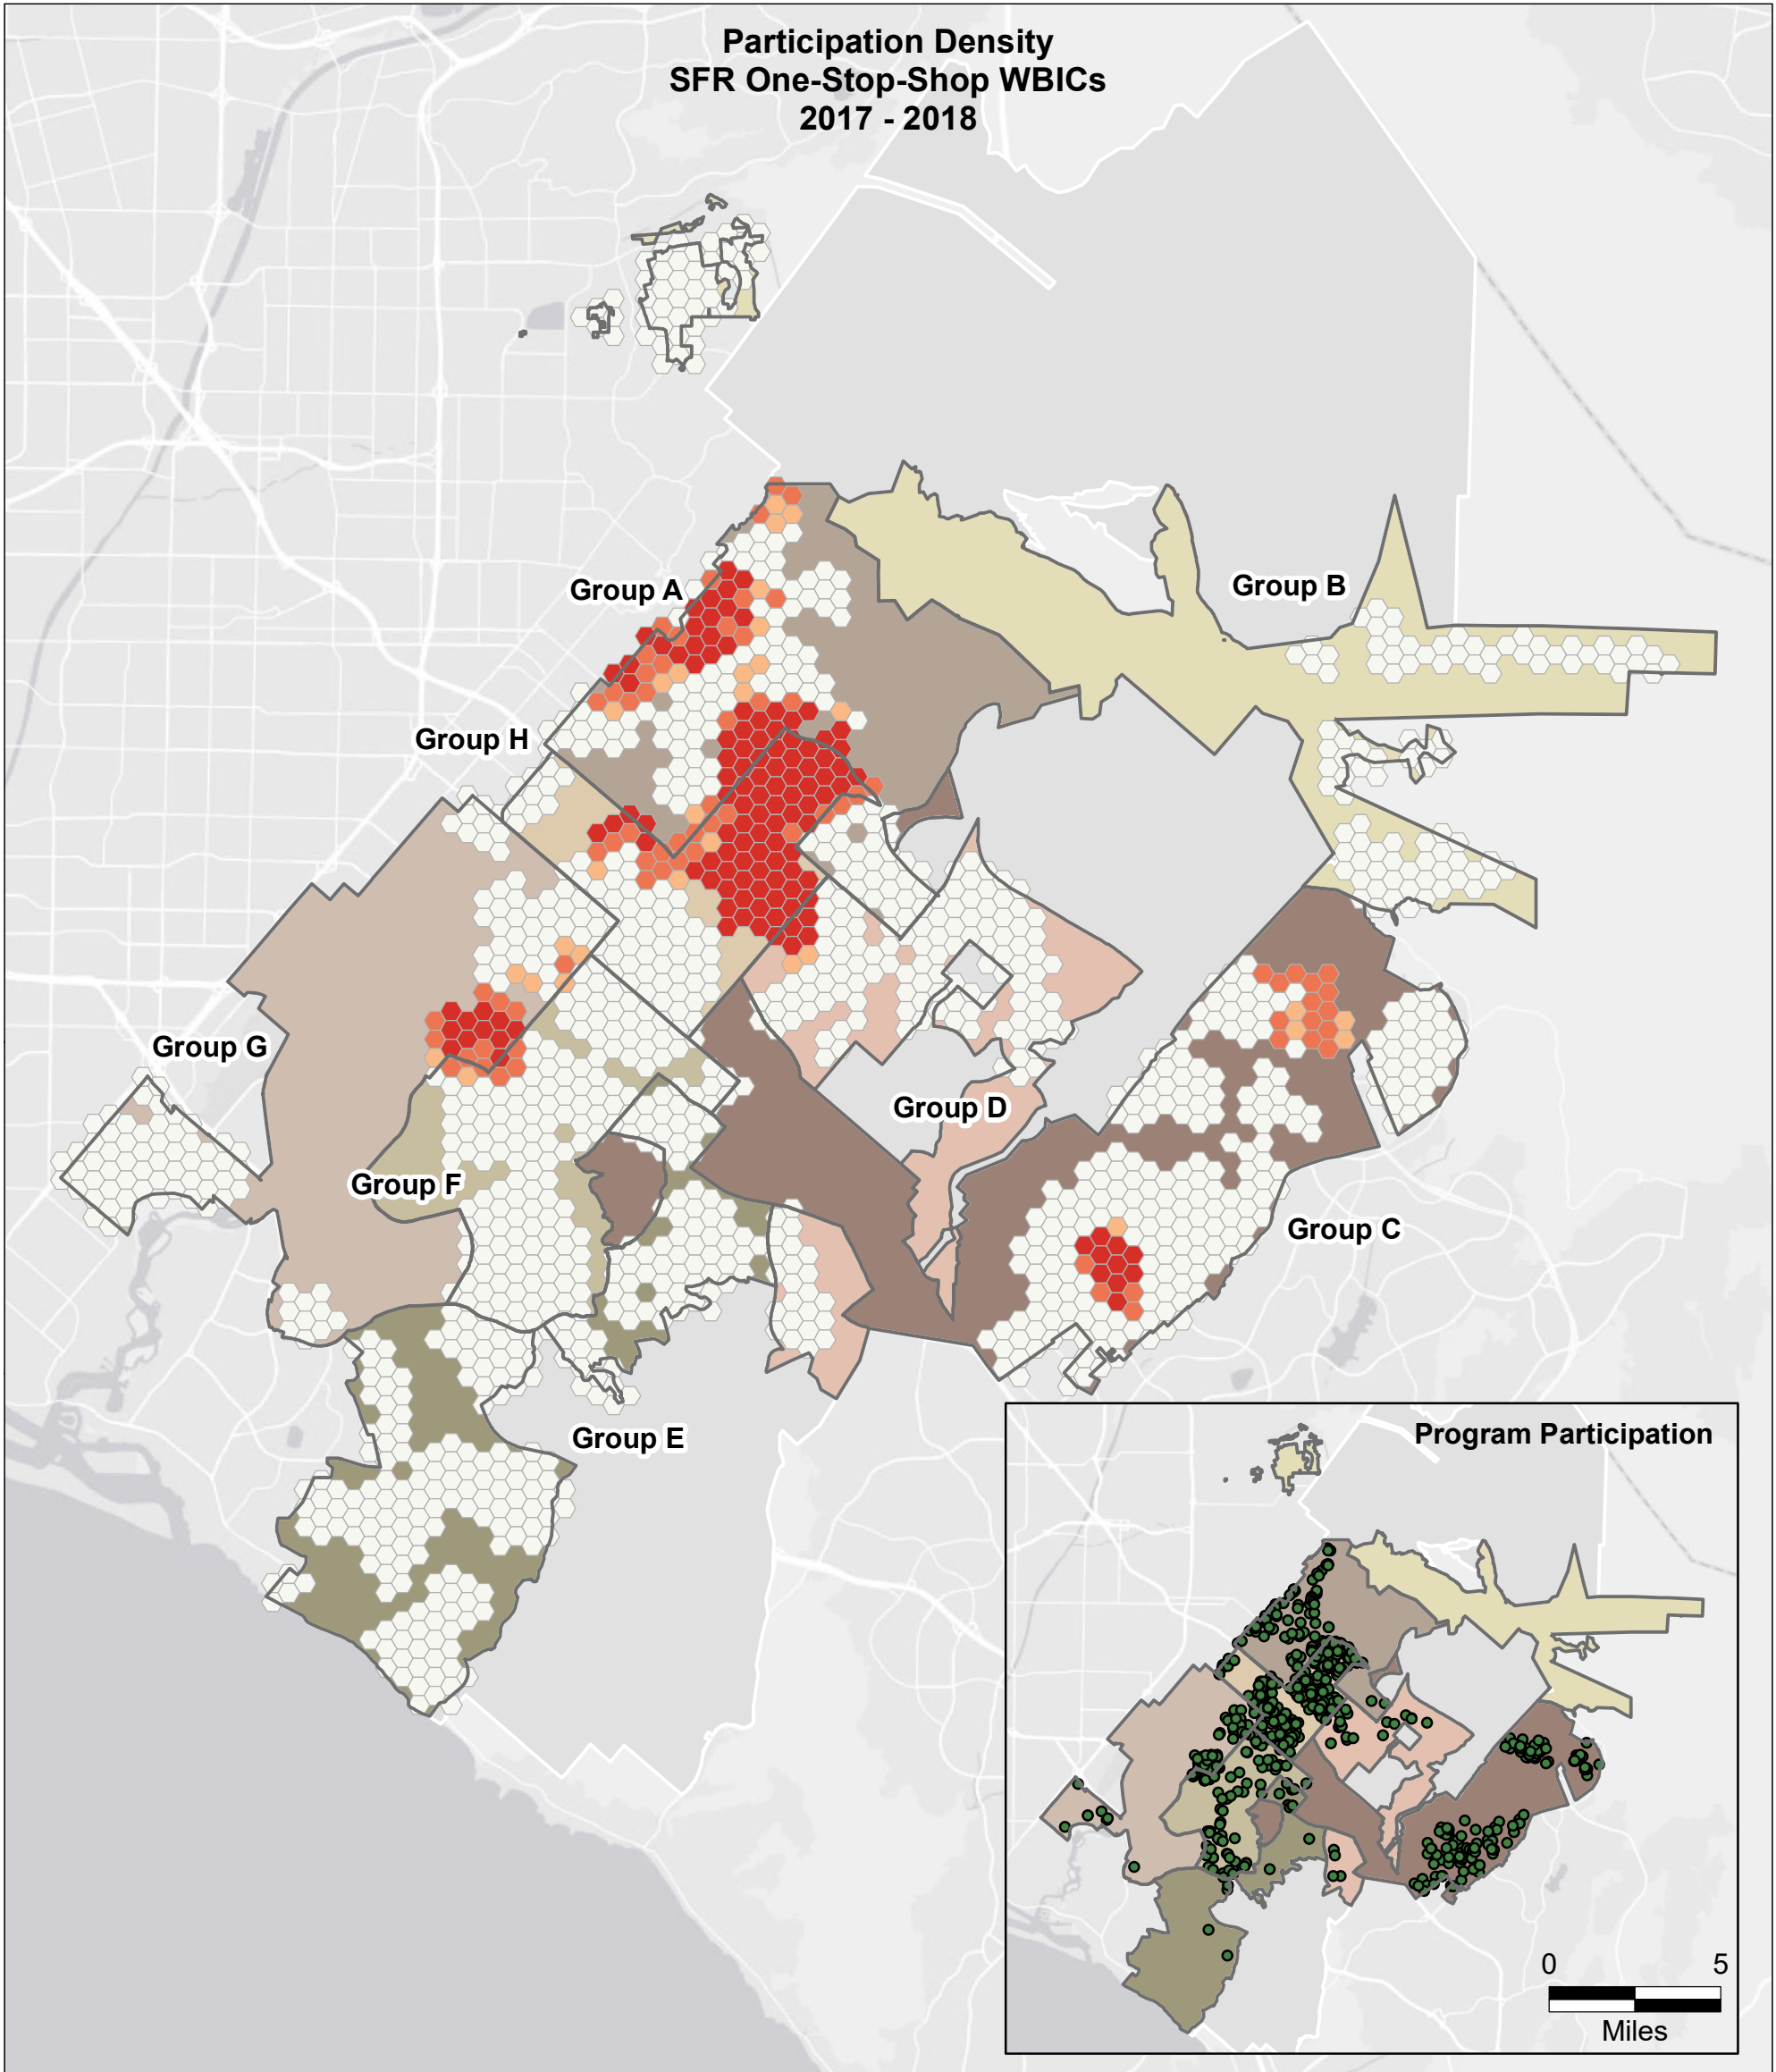 Participation Density
SFR One-Stop-Shop WBICs
2017 - 2018
Group A
Group B
Group H
Group G
Group D
Group F
Group C
Group E
Program Participation
0 5
Miles